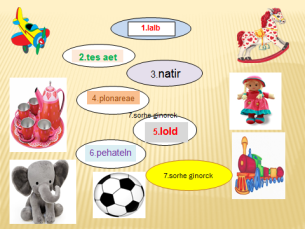 1.laib
2.tes aet
3.natir
4.plonareae
7.sorhe ginorck
5.lold
6.pehateln
7.sorhe ginorck